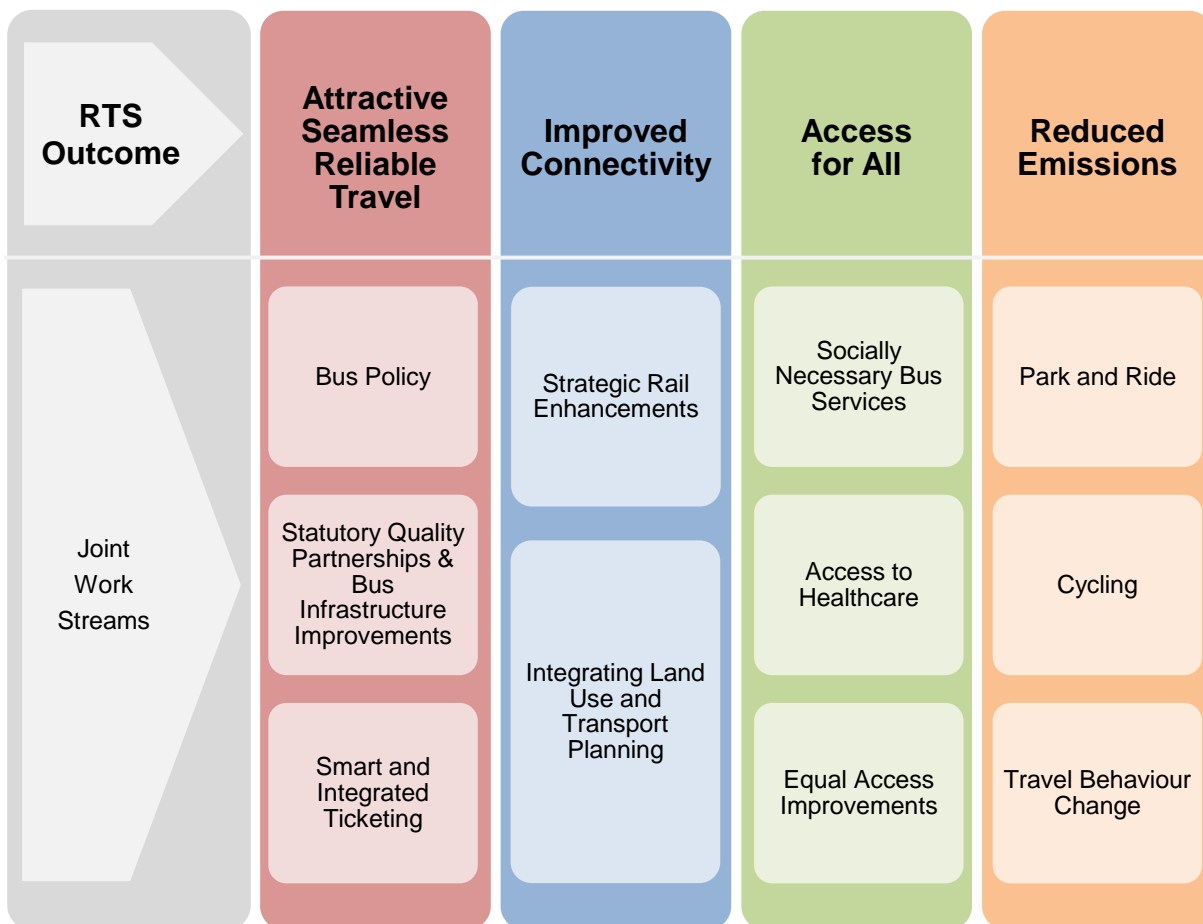 RTS
Outcome
Attractive
Seamless
Reliable
Travel
Improved
Connectivity
Access
for All
Reduced
Emissions
Joint
Work
Streams
Bus Policy
Statutory Quality
Partnerships &
Bus
Infrastructure
Improvements
Smart and
Integrated
Ticketing
Strategic Rail
Enhancements
Integrating Land
Use and
Transport
Planning
Socially
Necessary Bus
Services
Access to
Healthcare
Equal Access
Improvements
Park and Ride
Cycling
Travel Behaviour
Change